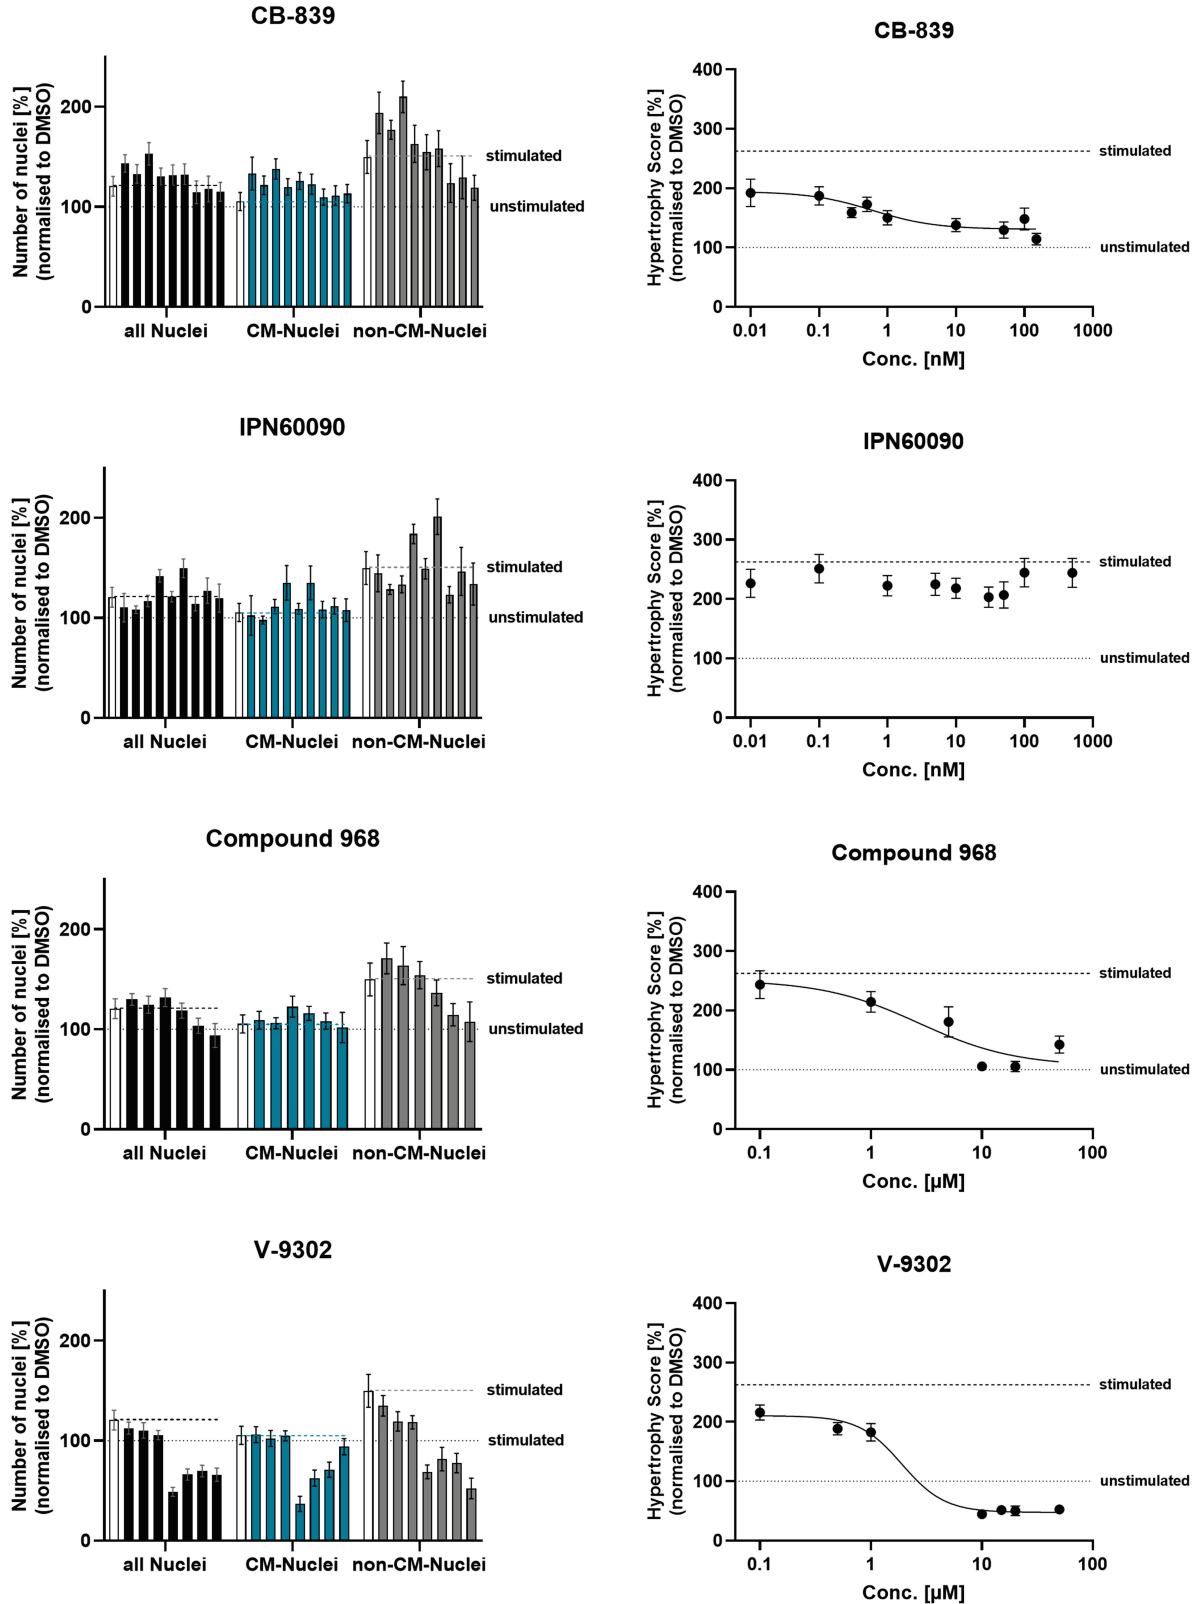 CB-839
Number of nuclei [%]
(normalised to DMSO)
200
100
0
stimulated
unstimulated
all Nuclei
CM-Nuclei
non-CM-Nuclei
CB-839
Hypertrophy Score [%]
(normalised to DMSO)
400
300
200
100
0
stimulated
unstimulated
0.01 0.1 1 10 100 1000
Conc. [nM]
IPN60090
Number of nuclei [%]
(normalised to DMSO)
200
100
0
stimulated
unstimulated
all Nuclei
CM-Nuclei
non-CM-Nuclei
IPN60090
Hypertrophy Score [%]
(normalised to DMSO)
400
300
200
100
0
stimulated
unstimulated
0.01 0.1 1 10 100 1000
Conc. [nM]
Compound 968
Number of nuclei [%]
(normalised to DMSO)
200
100
0
stimulated
unstimulated
all Nuclei
CM-Nuclei
non-CM-Nuclei
Compound 968
Hypertrophy Score [%]
(normalised to DMSO)
400
300
200
100
0
stimulated
unstimulated
0.1 1 10 100
Conc. [µM]
V-9302
Number of nuclei [%]
(normalised to DMSO)
200
100
0
stimulated
stimulated
all Nuclei
CM-Nuclei
non-CM-Nuclei
V-9302
Hypertrophy Score [%]
(normalised to DMSO)
400
300
200
100
0
stimulated
unstimulated
0.1 1 10 100
Conc. [µM]